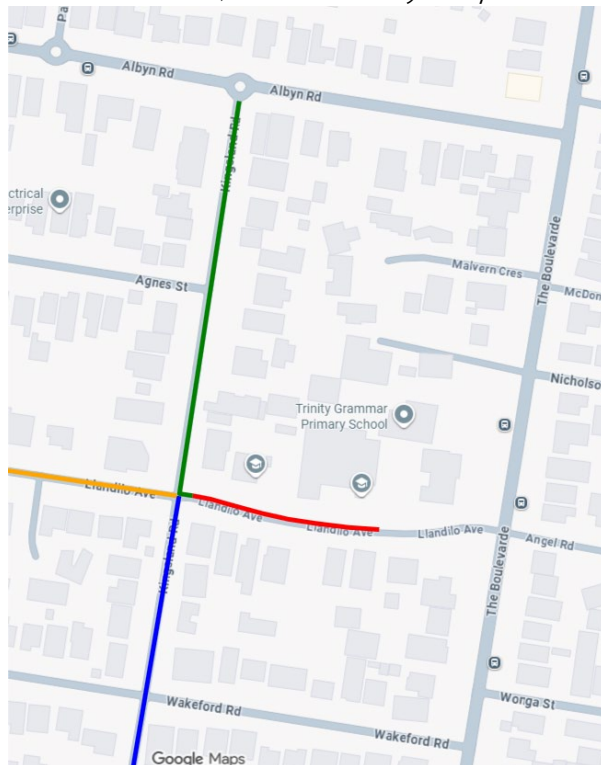 Pa
Albyn Rd
Albyn Rd
Kingsland Rd
ctrical
erprise
The Boulevarde
Malvern Cres
McDon
Agnes St
Nicholso
Trinity Grammar
Primary School
Llandilo Ave
Llandilo Ave
Llandilo Ave
Llandilo Ave
Angel Rd
Kingsland Rd
The Boulevarde
Wakeford Rd
Worga St
Wakeford Rd
Google Maps